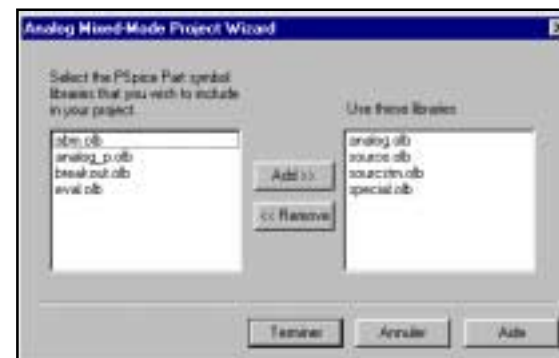 Analog Mixed-Mode Project Wizard
Select the PSpice Part symbol
libraries that you wish to include
in your project
Use these libraries
abm.olb
analog_p.olb
breakout.olb
eval.olb
Add >>
<< Remove
analog.olb
source.olb
sourcstm.olb
special.olb
Terminer
Annuler
Aide